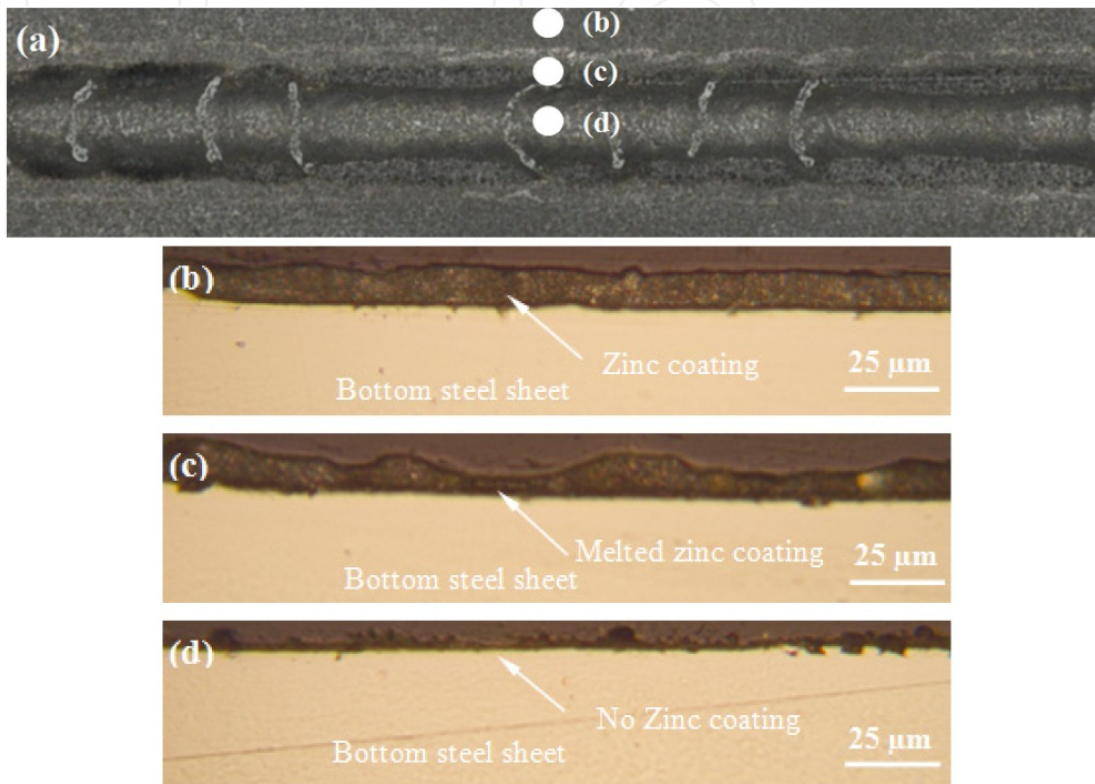 (a)
(b)
(c)
(d)
(b)
Zinc coating
Bottom steel sheet
25 µm
(c)
Melted zinc coating
Bottom steel sheet
25 µm
(d)
No Zinc coating
Bottom steel sheet
25 µm